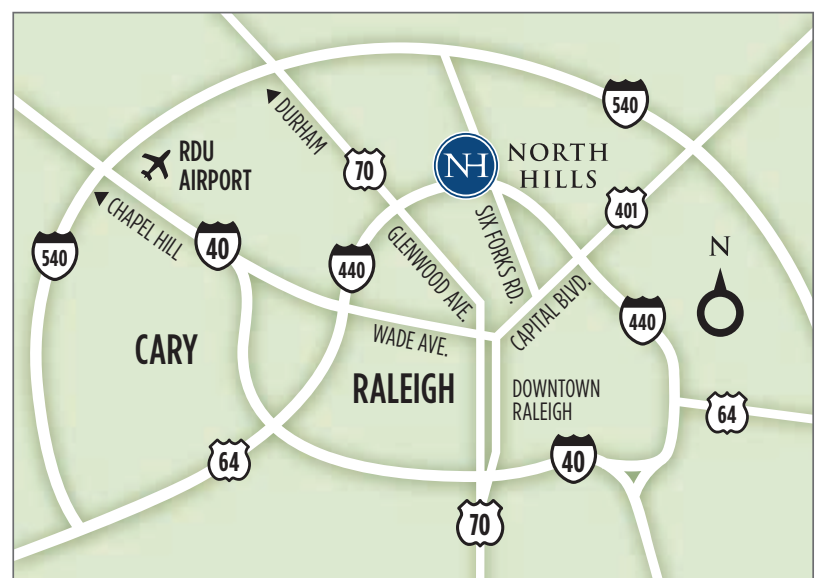 540
DURHAM
RDU
AIRPORT
70
NH
NORTH
HILLS
401
CHAPEL HILL
40
540
440
GLENWOOD AVE.
SIX FORKS RD.
N
CAPITAL BLVD.
440
WADE AVE.
CARY
RALEIGH
DOWNTOWN
RALEIGH
64
64
40
70